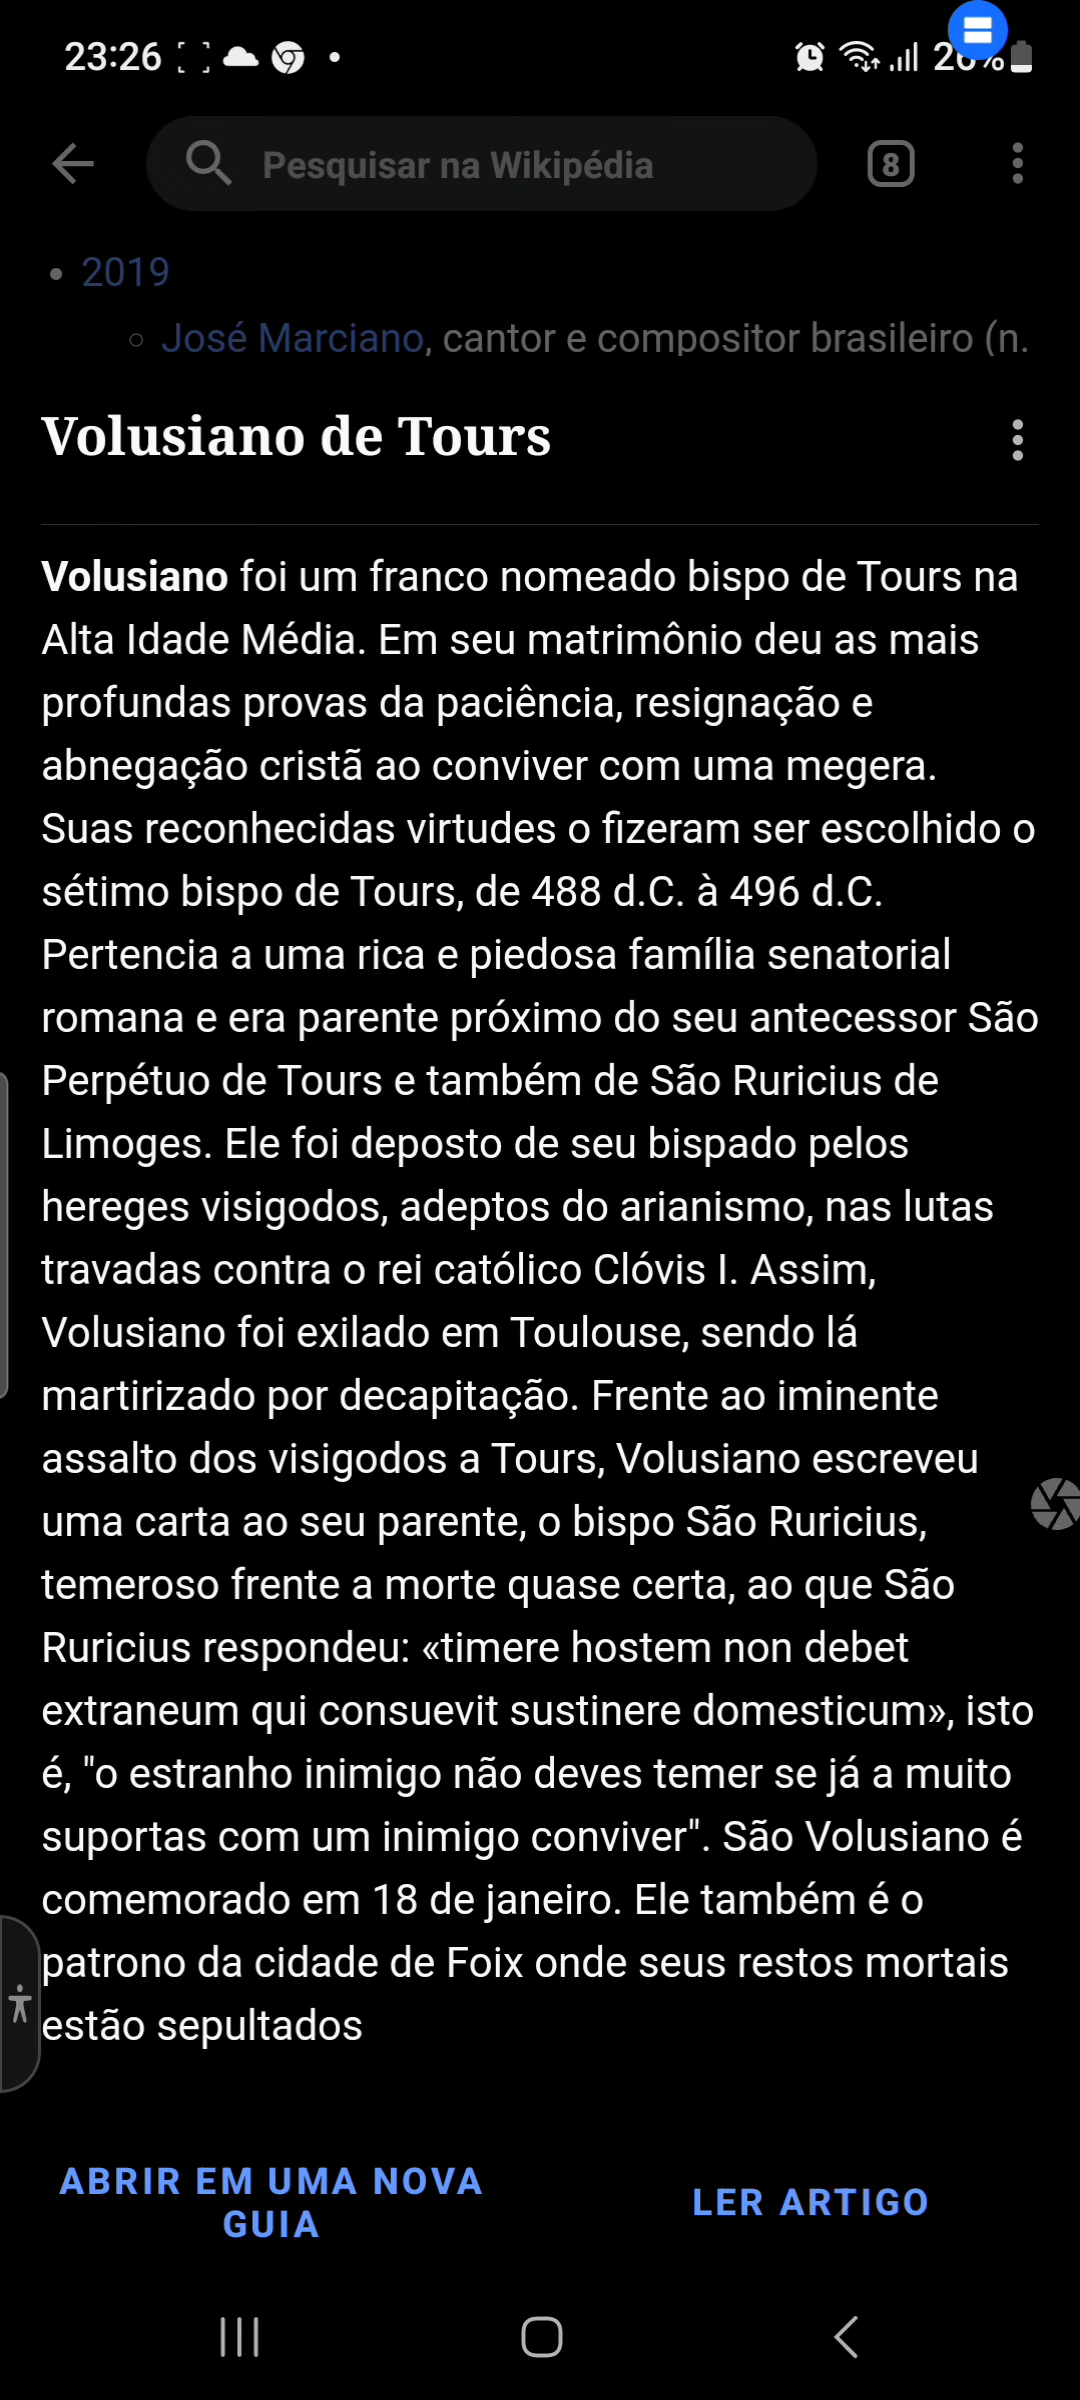 23:26
26%
Pesquisar na Wikipédia
8
2019
José Marciano, cantor e compositor brasileiro (n.
Volusiano de Tours
Volusiano foi um franco nomeado bispo de Tours na
Alta Idade Média. Em seu matrimônio deu as mais
profundas provas da paciência, resignação e
abnegação cristã ao conviver com uma megera.
Suas reconhecidas virtudes o fizeram ser escolhido o
sétimo bispo de Tours, de 488 d.C. à 496 d.C.
Pertencia a uma rica e piedosa família senatorial
romana e era parente próximo do seu antecessor São
Perpétuo de Tours e também de São Ruricius de
Limoges. Ele foi deposto de seu bispado pelos
hereges visigodos, adeptos do arianismo, nas lutas
travadas contra o rei católico Clóvis I. Assim,
Volusiano foi exilado em Toulouse, sendo lá
martirizado por decapitação. Frente ao iminente
assalto dos visigodos a Tours, Volusiano escreveu
uma carta ao seu parente, o bispo São Ruricius,
temeroso frente a morte quase certa, ao que São
Ruricius respondeu: «timere hostem non debet
extraneum qui consuevit sustinere domesticum», isto
é, "o estranho inimigo não deves temer se já a muito
suportas com um inimigo conviver". São Volusiano é
comemorado em 18 de janeiro. Ele também é o
patrono da cidade de Foix onde seus restos mortais
estão sepultados
ABRIR EM UMA NOVA
GUIA
LER ARTIGO